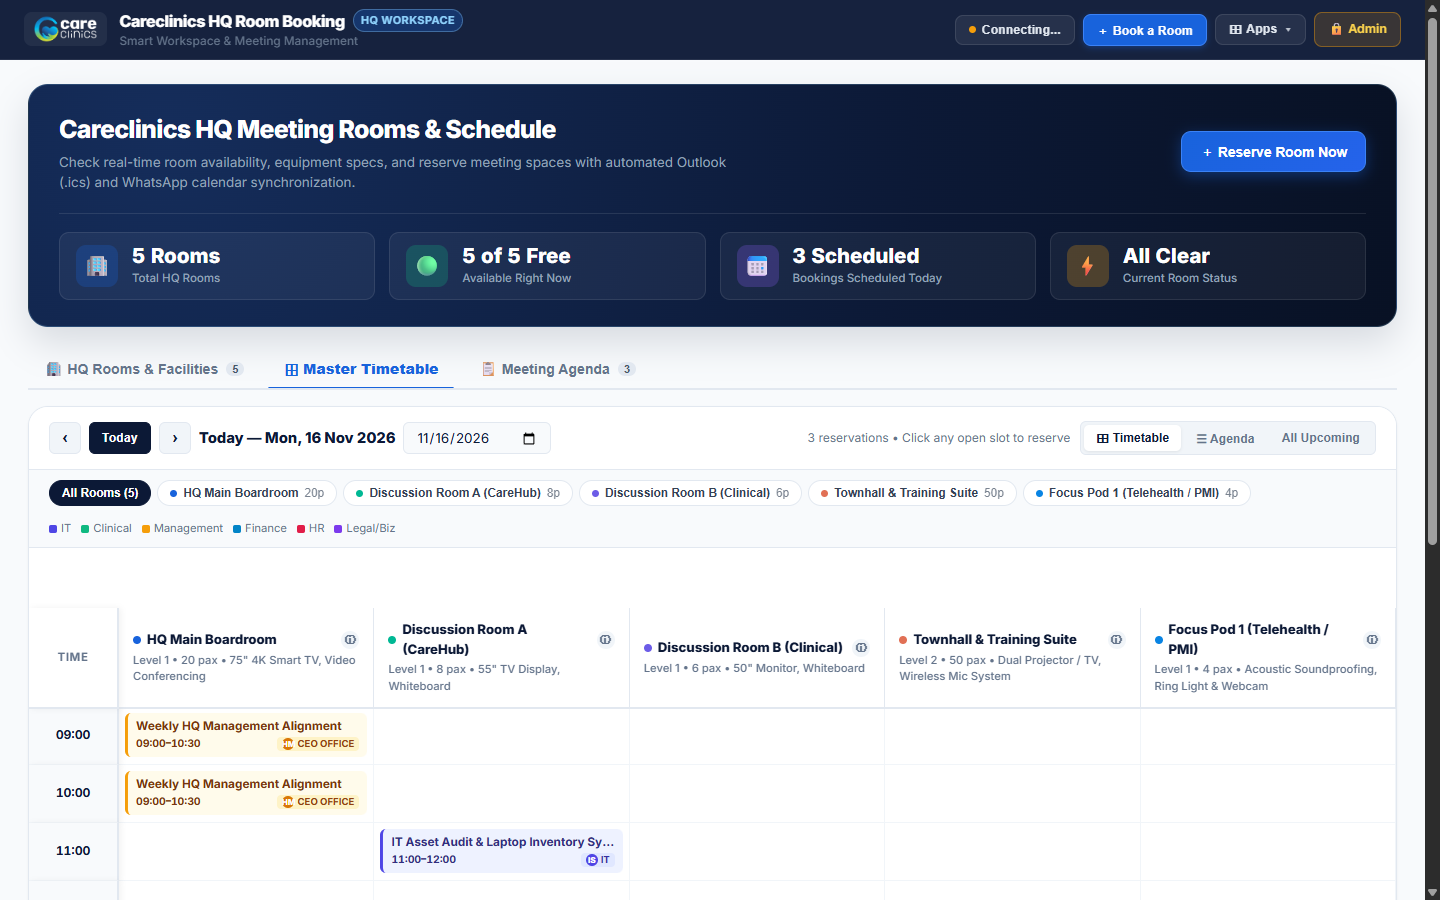 care
clinics
Careclinics HQ Room Booking
HQ WORKSPACE
Smart Workspace & Meeting Management
Connecting...
+ Book a Room
Apps
Admin
Careclinics HQ Meeting Rooms & Schedule
Check real-time room availability, equipment specs, and reserve meeting spaces with automated Outlook
(.ics) and WhatsApp calendar synchronization.
+ Reserve Room Now
5 Rooms
Total HQ Rooms
5 of 5 Free
Available Right Now
3 Scheduled
Bookings Scheduled Today
All Clear
Current Room Status
HQ Rooms & Facilities 5
Master Timetable
Meeting Agenda 3
‹
Today
›
Today — Mon, 16 Nov 2026
11/16/2026
3 reservations • Click any open slot to reserve
Timetable
Agenda
All Upcoming
All Rooms (5)
HQ Main Boardroom 20p
Discussion Room A (CareHub) 8p
Discussion Room B (Clinical) 6p
Townhall & Training Suite 50p
Focus Pod 1 (Telehealth / PMI) 4p
IT
Clinical
Management
Finance
HR
Legal/Biz
TIME
HQ Main Boardroom
Level 1 • 20 pax • 75" 4K Smart TV, Video
Conferencing
Discussion Room A
(CareHub)
Level 1 • 8 pax • 55" TV Display,
Whiteboard
Discussion Room B (Clinical)
Level 1 • 6 pax • 50" Monitor, Whiteboard
Townhall & Training Suite
Level 2 • 50 pax • Dual Projector / TV,
Wireless Mic System
Focus Pod 1 (Telehealth /
PMI)
Level 1 • 4 pax • Acoustic Soundproofing,
Ring Light & Webcam
09:00
Weekly HQ Management Alignment
09:00–10:30
HM CEO OFFICE
10:00
Weekly HQ Management Alignment
09:00–10:30
HM CEO OFFICE
11:00
IT Asset Audit & Laptop Inventory Sy...
11:00–12:00
IS IT